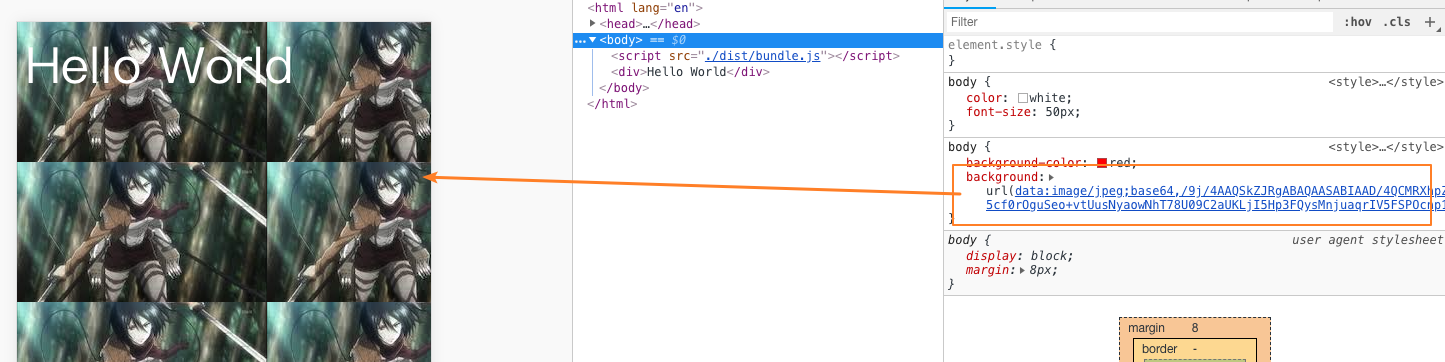 Hello World
<html lang="en">
<head>…</head>
<body> == $0
<script src="./dist/bundle.js"></script>
<div>Hello World</div>
</body>
</html>
Filter :hov .cls +
element.style {
}
body { <style>…</style>
color: white;
font-size: 50px;
}
body { <style>…</style>
background-color: red;
background:
url(data:image/jpeg;base64,/9j/4AAQSkZJRgABAQAASABIAAD/4QCMRXhpZ
5cf0rOguSeo+vtUusNyaowNhT78U09C2aUKLjI5Hp3FQysMnjuaqrIV5FSPOcnp1
}
body { user agent stylesheet
display: block;
margin: 8px;
}
margin 8
border -